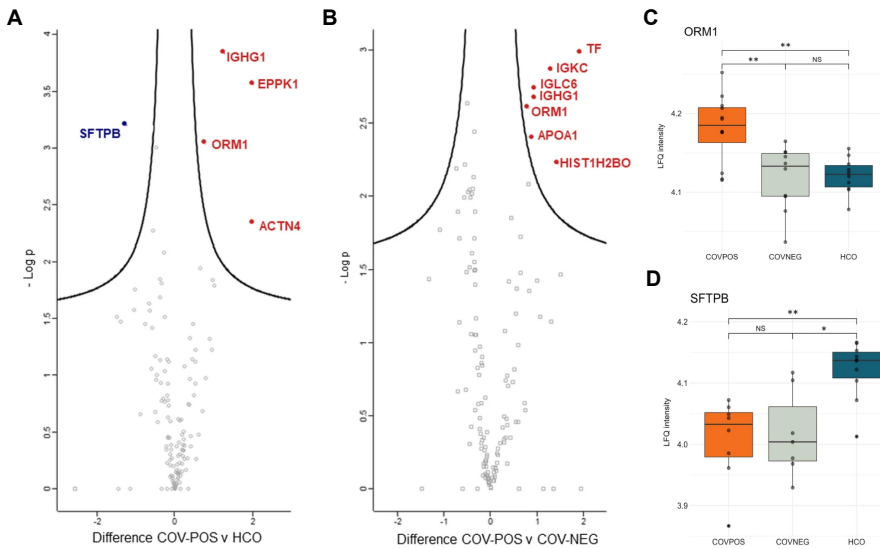 A
4
3.5
3
2.5
2
1.5
1
0.5
0
- Log p
IGHG1
EPPK1
SFTPB
ORM1
ACTN4
-2
0
2
Difference COV-POS v HCO
B
3
2.5
2
1.5
1
0.5
0
- Log p
TF
IGKC
IGLC6
IGHG1
ORM1
APOA1
HIST1H2BO
-2
-1
0
1
2
Difference COV-POS v COV-NEG
C
ORM1
**
**
NS
4.2
4.1
LFQ intensity
COVPOS
COVNEG
HCO
D
SFTPB
**
NS
*
4.2
4.1
4.0
3.9
LFQ intensity
COVPOS
COVNEG
HCO